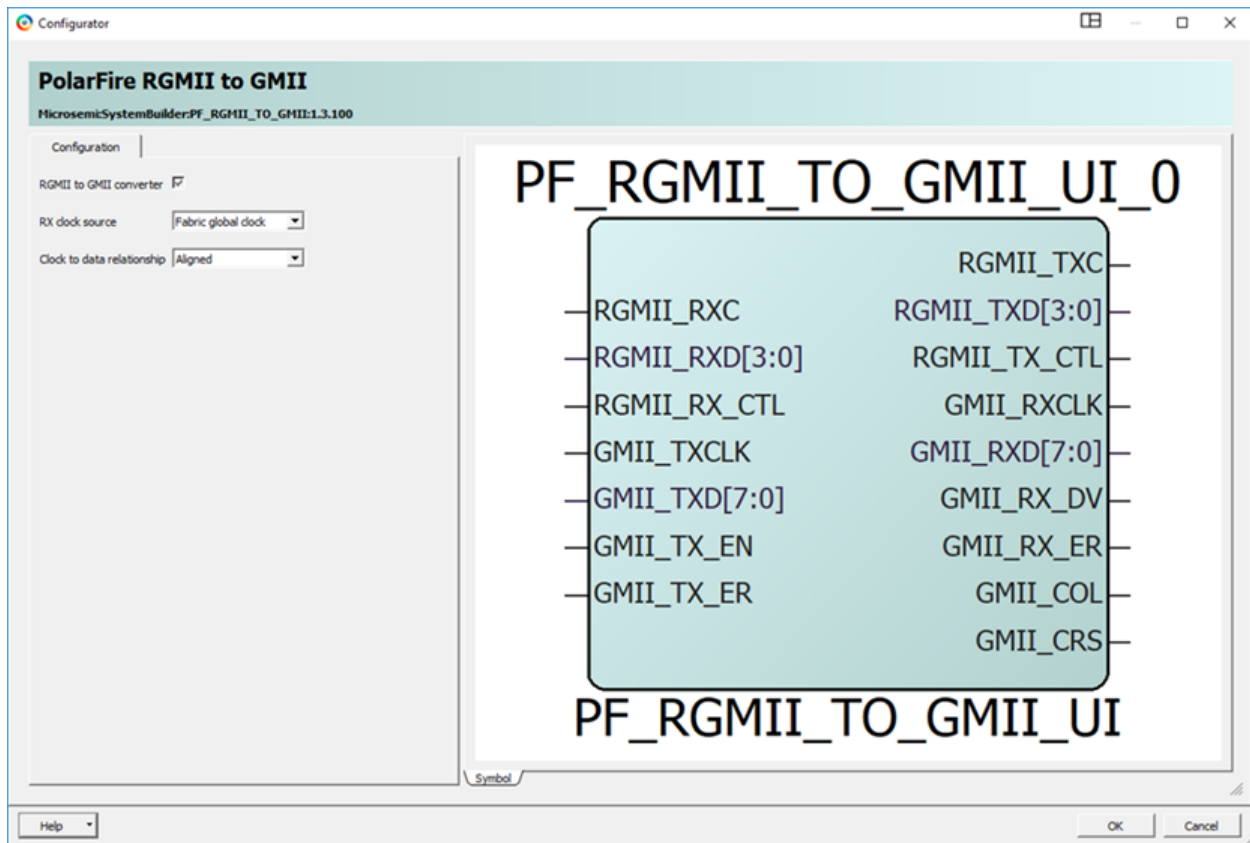 Configurator
PolarFire RGMII to GMII
Microsemi:SystemBuilder:PF_RGMII_TO_GMII:1.3.100
Configuration
RGMII to GMII converter
RX clock source Fabric global clock
Clock to data relationship Aligned
PF_RGMII_TO_GMII_UI_0
RGMII_TXC
RGMII_RXC RGMII_TXD[3:0]
RGMII_RXD[3:0] RGMII_TX_CTL
RGMII_RX_CTL GMII_RXCLK
GMII_TXCLK GMII_RXD[7:0]
GMII_TXD[7:0] GMII_RX_DV
GMII_TX_EN GMII_RX_ER
GMII_TX_ER GMII_COL
GMII_CRS
PF_RGMII_TO_GMII_UI
Symbol
Help OK Cancel